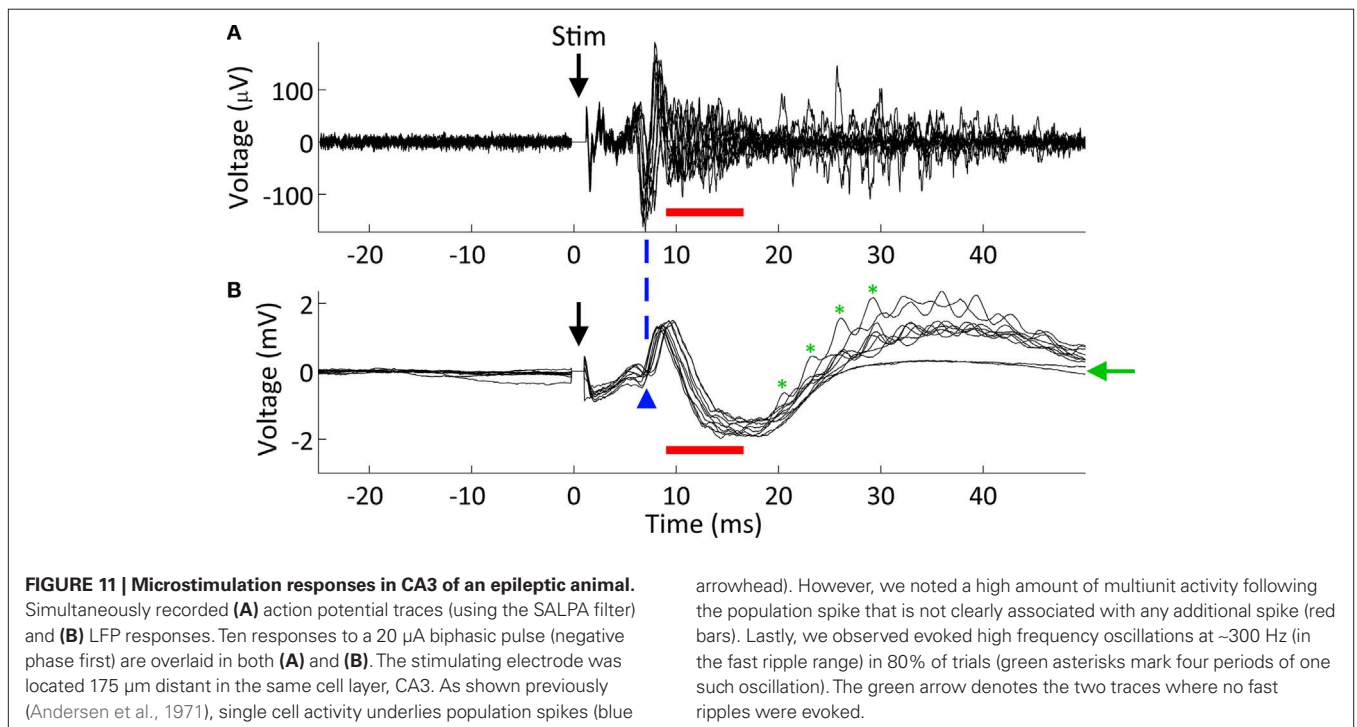 A
Stim
Voltage (μV)
100
0
-100
-20
-10
0
10
20
30
40
B
Voltage (mV)
2
0
-2
*
*
*
*
-20
-10
0
10
20
30
40
Time (ms)
FIGURE 11 | Microstimulation responses in CA3 of an epileptic animal.
Simultaneously recorded (A) action potential traces (using the SALPA filter)
and (B) LFP responses. Ten responses to a 20 μA biphasic pulse (negative
phase first) are overlaid in both (A) and (B). The stimulating electrode was
located 175 μm distant in the same cell layer, CA3. As shown previously
(Andersen et al., 1971), single cell activity underlies population spikes (blue
arrowhead). However, we noted a high amount of multiunit activity following
the population spike that is not clearly associated with any additional spike (red
bars). Lastly, we observed evoked high frequency oscillations at ~300 Hz (in
the fast ripple range) in 80% of trials (green asterisks mark four periods of one
such oscillation). The green arrow denotes the two traces where no fast
ripples were evoked.